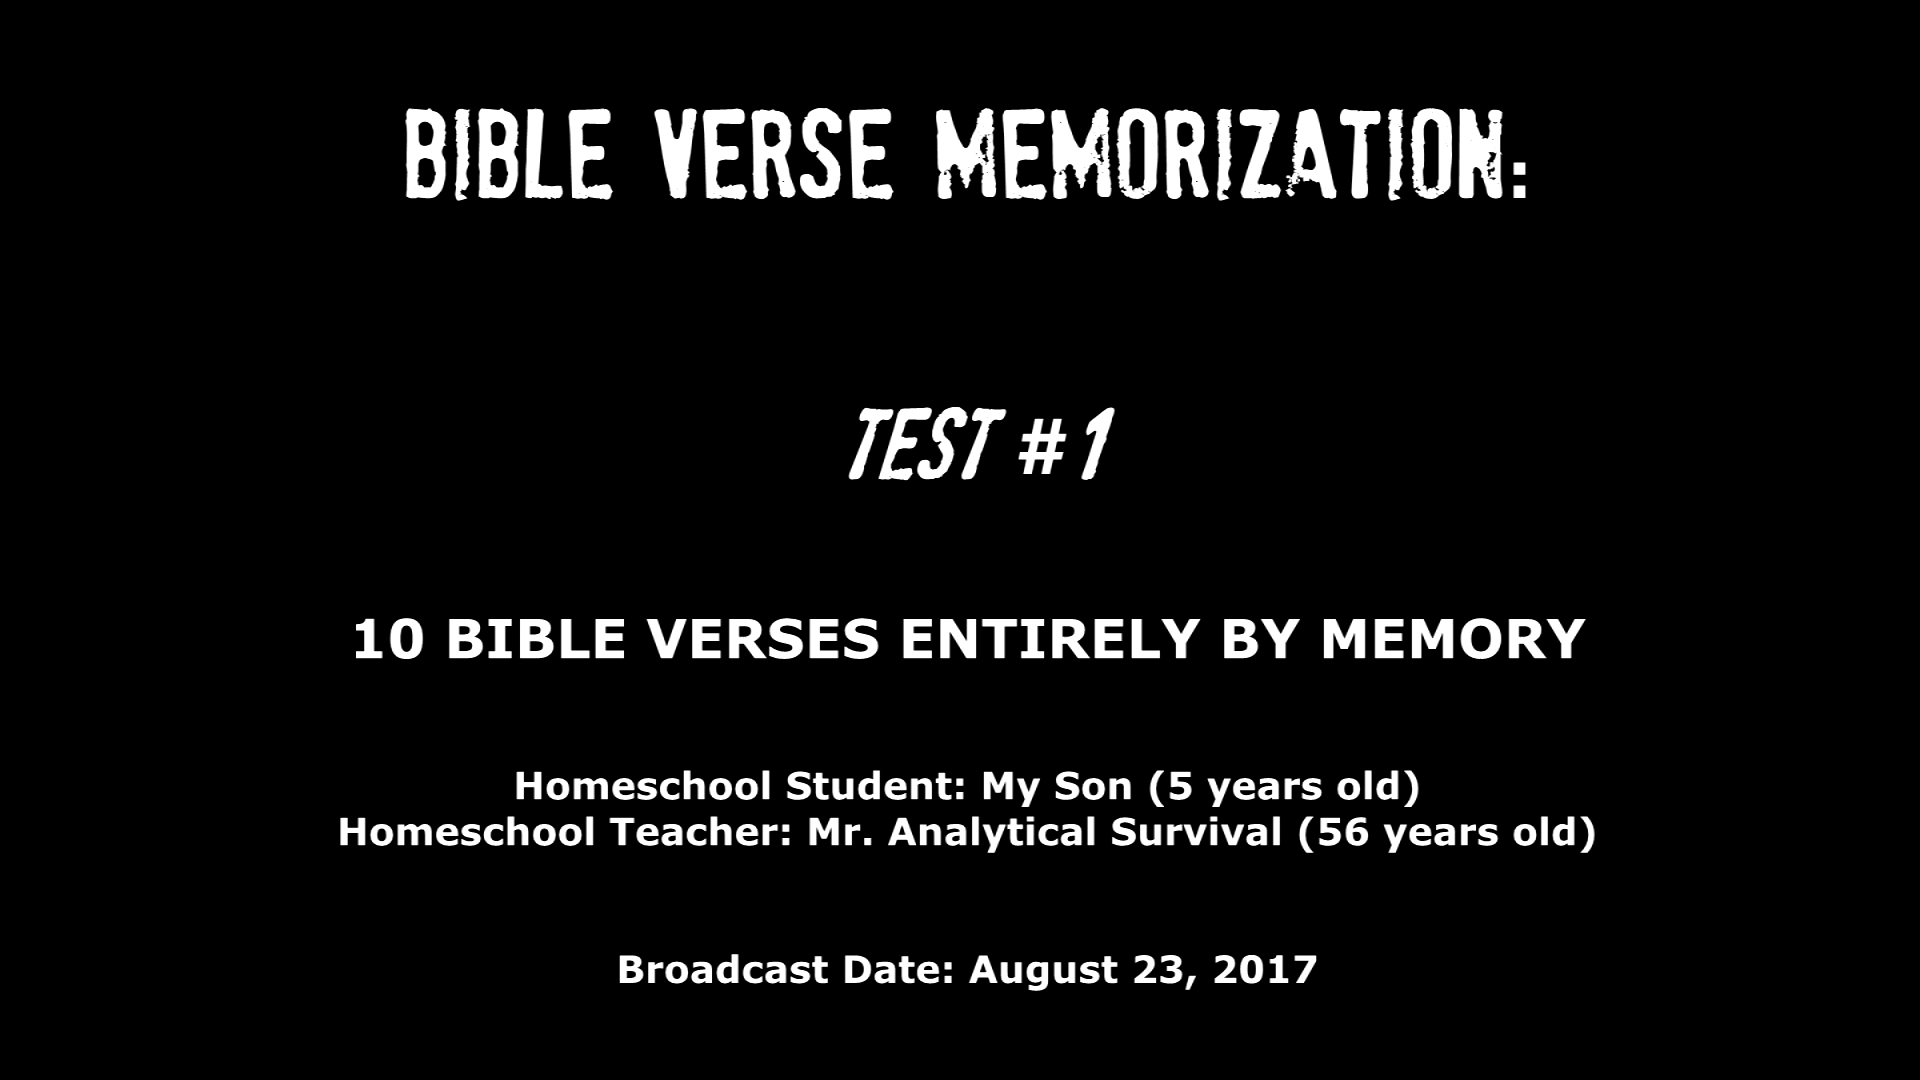 BIBLE VERSE MEMORIZATION:
TEST #1
10 BIBLE VERSES ENTIRELY BY MEMORY
Homeschool Student: My Son (5 years old)
Homeschool Teacher: Mr. Analytical Survival (56 years old)
Broadcast Date: August 23, 2017